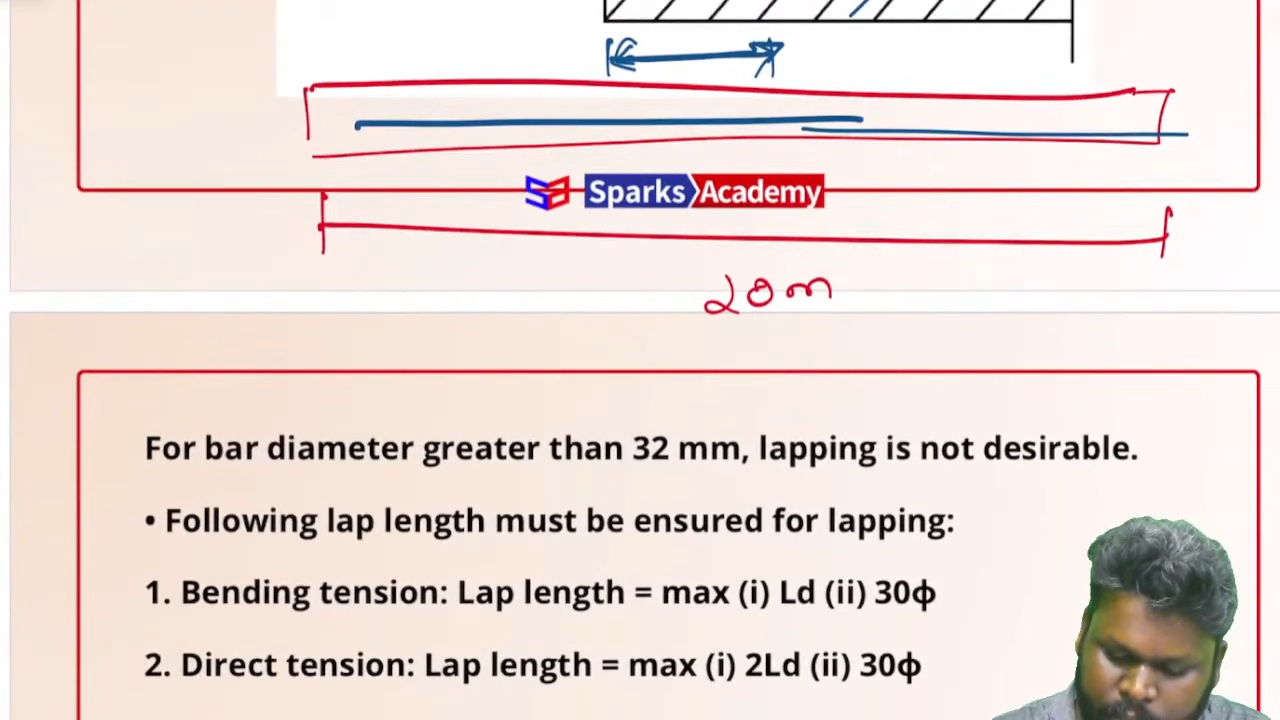 Sparks Academy
20m
For bar diameter greater than 32 mm, lapping is not desirable.
• Following lap length must be ensured for lapping:
1. Bending tension: Lap length = max (i) Ld (ii) 30ϕ
2. Direct tension: Lap length = max (i) 2Ld (ii) 30ϕ